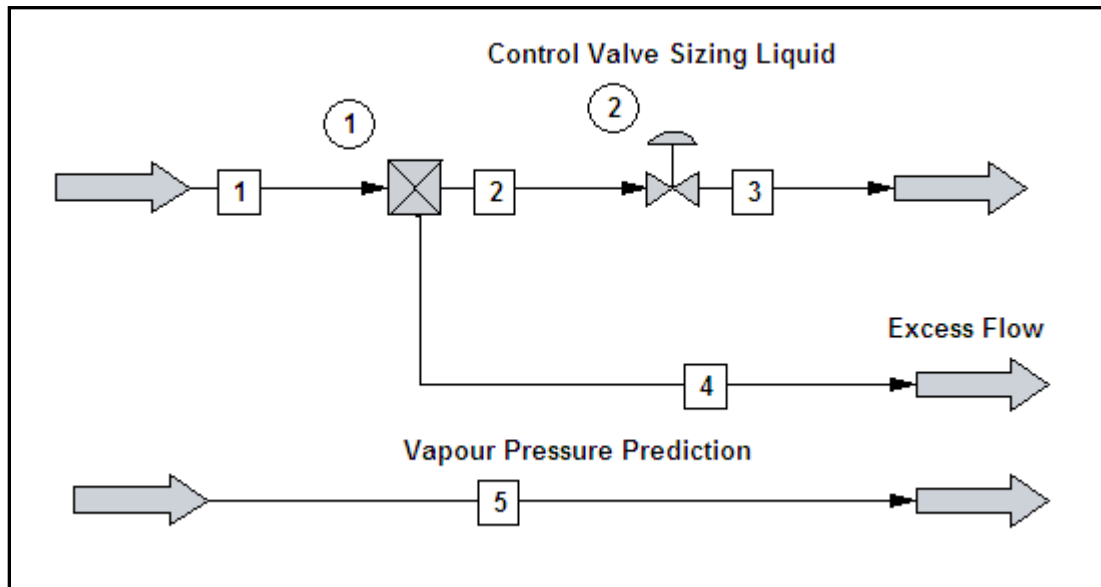 Control Valve Sizing Liquid
1
2
1
2
3
Excess Flow
4
Vapour Pressure Prediction
5